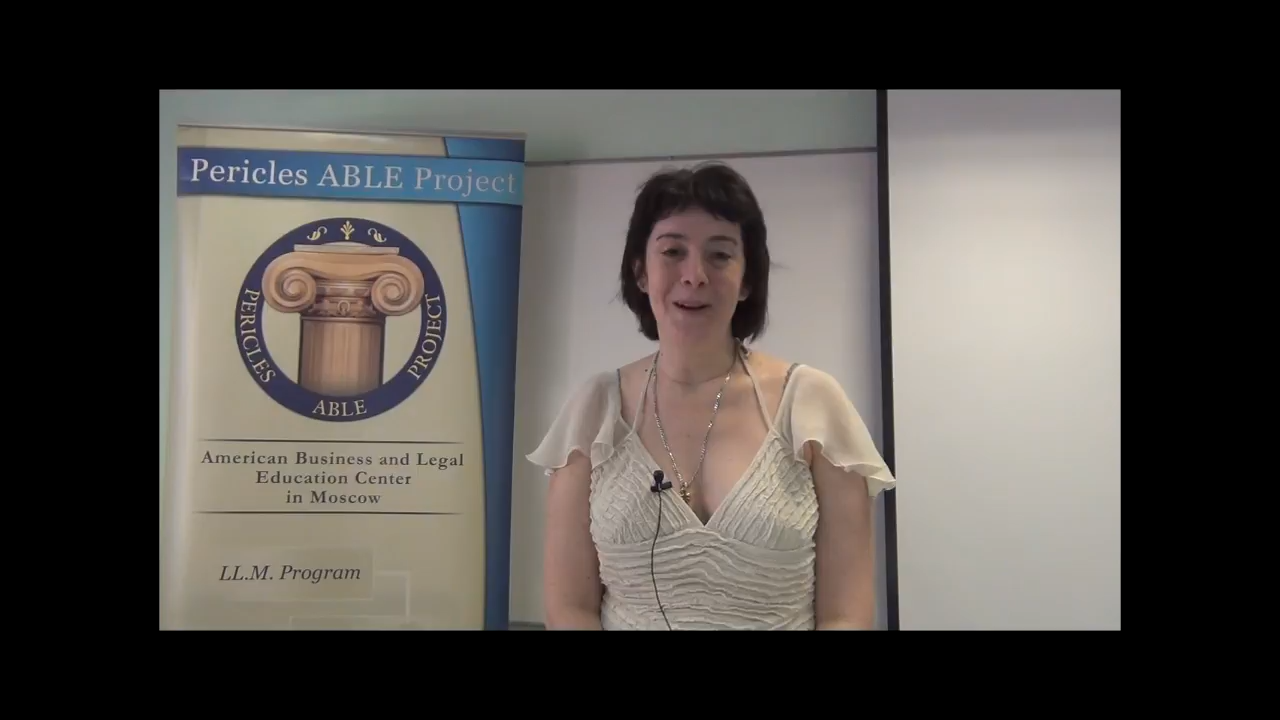 Pericles ABLE Project
PERICLES
ABLE
PROJECT
American Business and Legal
Education Center
in Moscow
LL.M. Program